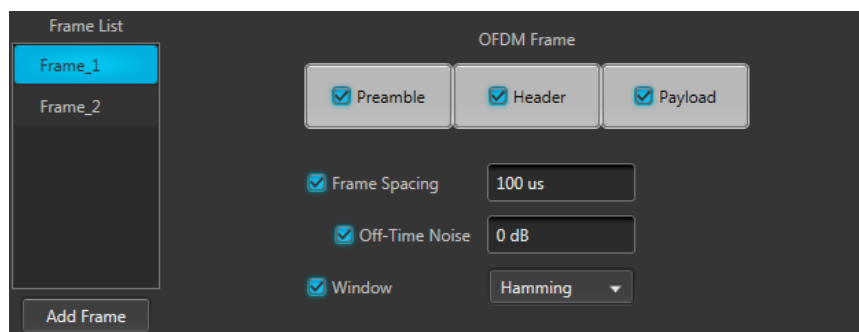 Frame List
Frame_1
Frame_2
Add Frame
OFDM Frame
Preamble Header Payload
Frame Spacing 100 us
Off-Time Noise 0 dB
Window Hamming